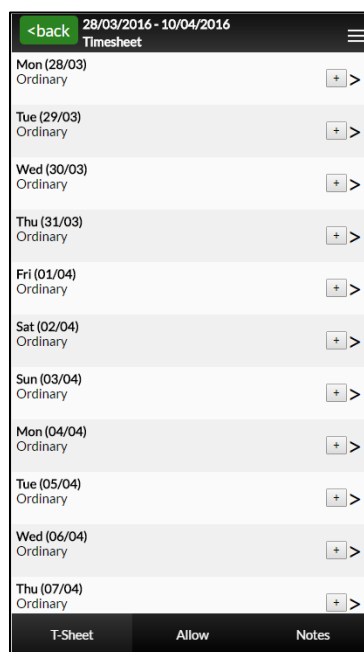 <back
28/03/2016 - 10/04/2016
Timesheet
Mon (28/03)
Ordinary
+ >
Tue (29/03)
Ordinary
+ >
Wed (30/03)
Ordinary
+ >
Thu (31/03)
Ordinary
+ >
Fri (01/04)
Ordinary
+ >
Sat (02/04)
Ordinary
+ >
Sun (03/04)
Ordinary
+ >
Mon (04/04)
Ordinary
+ >
Tue (05/04)
Ordinary
+ >
Wed (06/04)
Ordinary
+ >
Thu (07/04)
Ordinary
+ >
T-Sheet Allow Notes